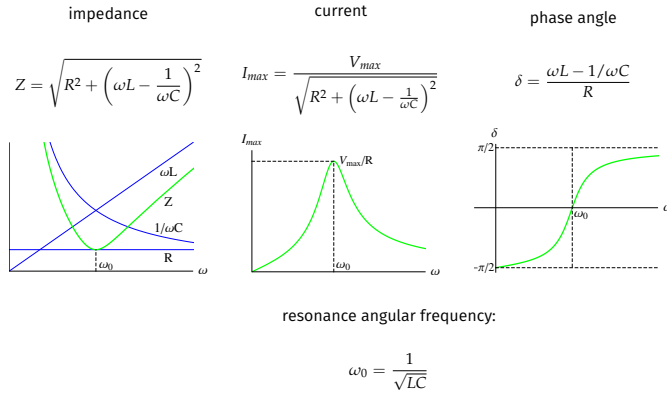 impedance
current
phase angle
Z = √(R² + (ωL − 1/ωC)²)
I_max = V_max / √(R² + (ωL − 1/ωC)²)
δ = (ωL − 1/ωC) / R
ωL
Z
1/ωC
R
ω₀
ω
I_max
V_max/R
ω₀
ω
δ
π/2
ω₀
-π/2
resonance angular frequency:
ω₀ = 1/√(LC)